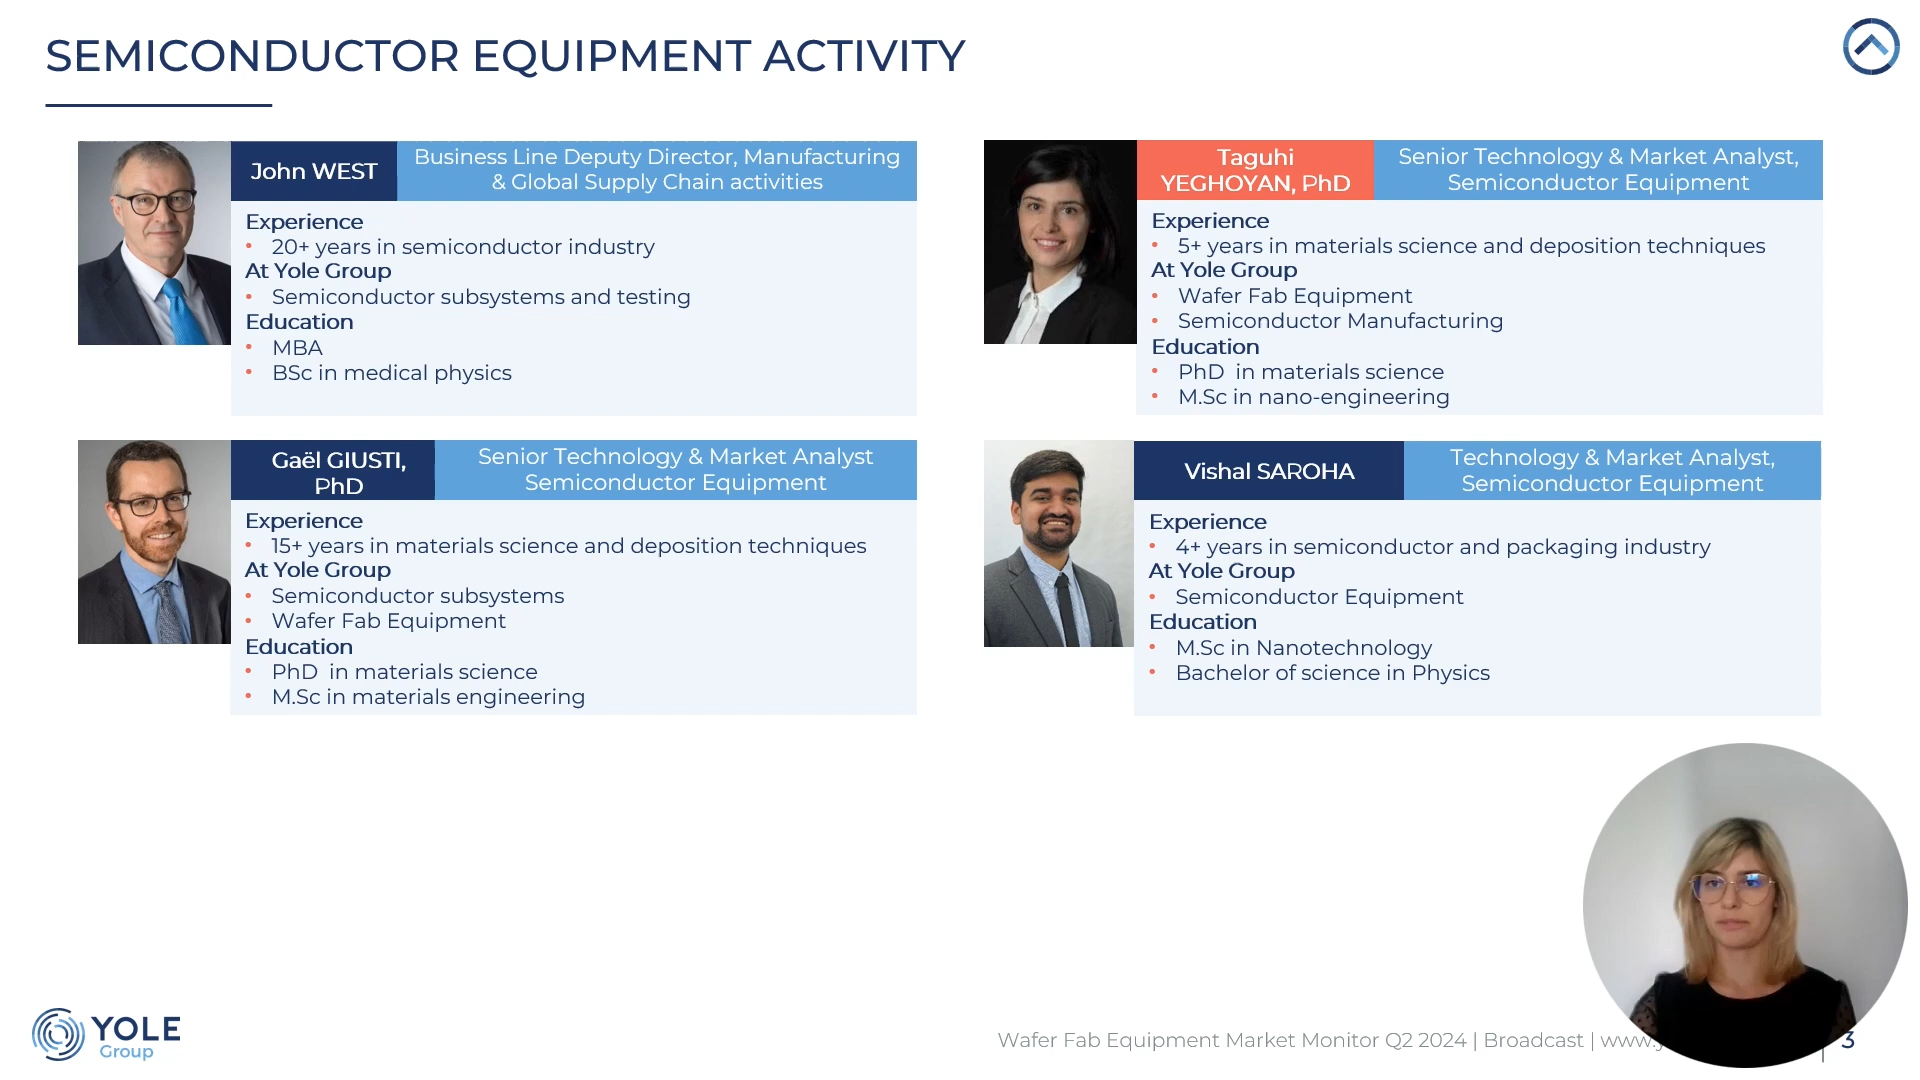 SEMICONDUCTOR EQUIPMENT ACTIVITY
John WEST
Business Line Deputy Director, Manufacturing
& Global Supply Chain activities
Experience
• 20+ years in semiconductor industry
At Yole Group
• Semiconductor subsystems and testing
Education
• MBA
• BSc in medical physics
Taguhi
YEGHOYAN, PhD
Senior Technology & Market Analyst,
Semiconductor Equipment
Experience
• 5+ years in materials science and deposition techniques
At Yole Group
• Wafer Fab Equipment
• Semiconductor Manufacturing
Education
• PhD in materials science
• M.Sc in nano-engineering
Gaël GIUSTI,
PhD
Senior Technology & Market Analyst
Semiconductor Equipment
Experience
• 15+ years in materials science and deposition techniques
At Yole Group
• Semiconductor subsystems
• Wafer Fab Equipment
Education
• PhD in materials science
• M.Sc in materials engineering
Vishal SAROHA
Technology & Market Analyst,
Semiconductor Equipment
Experience
• 4+ years in semiconductor and packaging industry
At Yole Group
• Semiconductor Equipment
Education
• M.Sc in Nanotechnology
• Bachelor of science in Physics
YOLE
Group
Wafer Fab Equipment Market Monitor Q2 2024 | Broadcast | www. | 3